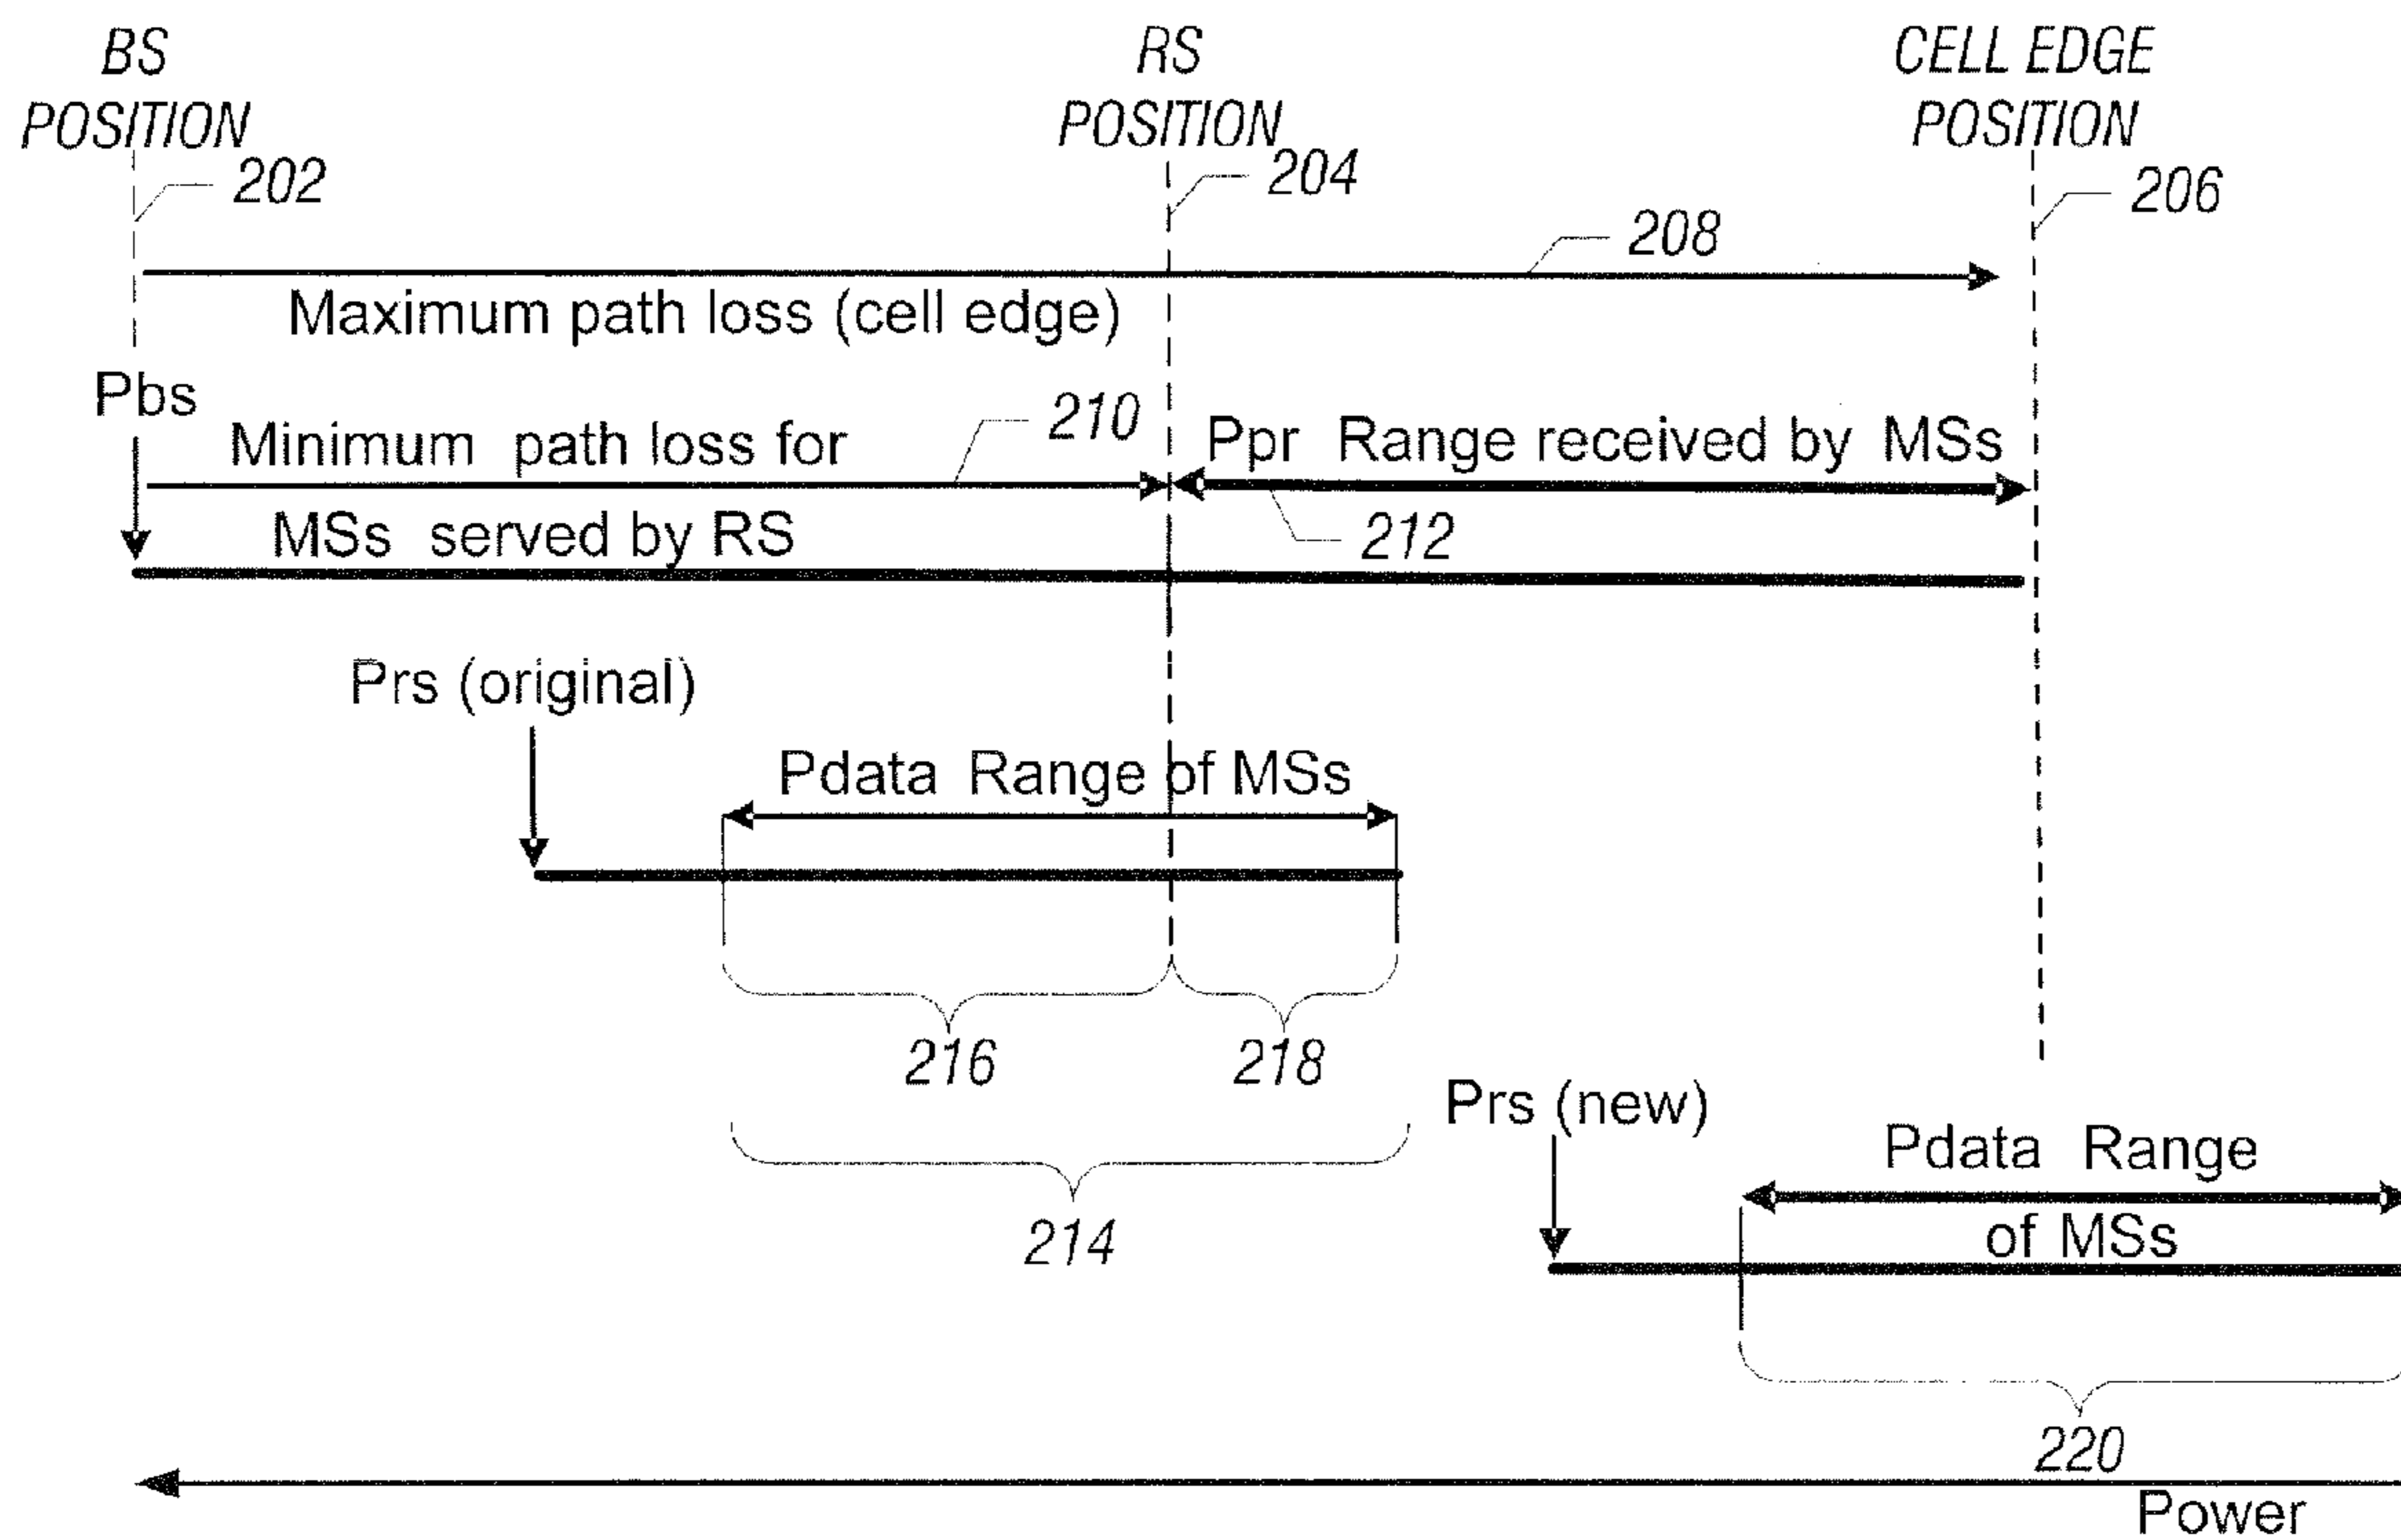 BS
POSITION
RS
POSITION
CELL EDGE
POSITION
202
204
206
208
Maximum path loss (cell edge)
Pbs
210
Minimum path loss for
MSs served by RS
Ppr Range received by MSs
212
Prs (original)
Pdata Range of MSs
216
218
214
Prs (new)
Pdata Range
of MSs
220
Power